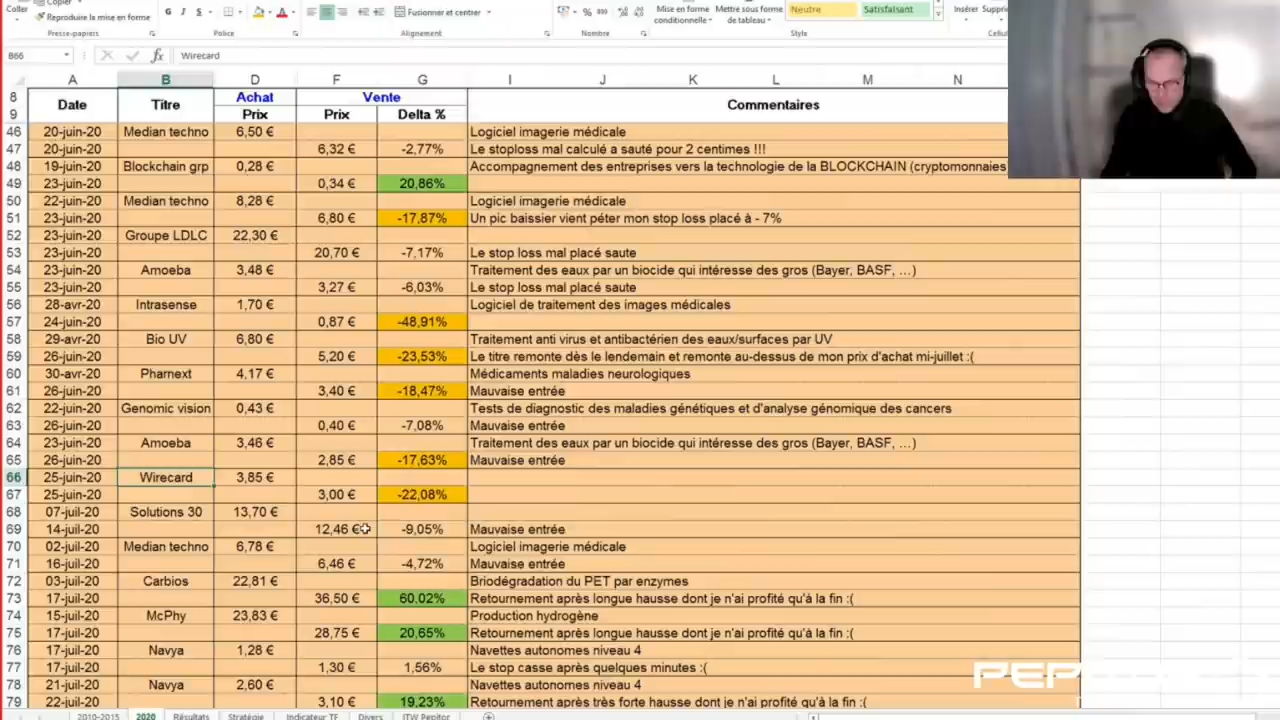 Coller
Copier
Reproduire la mise en forme
Presse-papiers
G I S
Police
Fusionner et centrer
Alignement
% 000
Nombre
Mise en forme conditionnelle
Mettre sous forme de tableau
Neutre
Satisfaisant
Style
Insérer
B66
fx
Wirecard
A B D F G I J K L M N
8 Date Titre Achat Vente Commentaires
9 Prix Prix Delta %
46 20-juin-20 Median techno 6,50 € Logiciel imagerie médicale
47 20-juin-20 6,32 € -2,77% Le stoploss mal calculé a sauté pour 2 centimes !!!
48 19-juin-20 Blockchain grp 0,28 € Accompagnement des entreprises vers la technologie de la BLOCKCHAIN (cryptomonnaies
49 23-juin-20 0,34 € 20,86%
50 22-juin-20 Median techno 8,28 € Logiciel imagerie médicale
51 23-juin-20 6,80 € -17,87% Un pic baissier vient péter mon stop loss placé à - 7%
52 23-juin-20 Groupe LDLC 22,30 €
53 23-juin-20 20,70 € -7,17% Le stop loss mal placé saute
54 23-juin-20 Amoeba 3,48 € Traitement des eaux par un biocide qui intéresse des gros (Bayer, BASF, …)
55 23-juin-20 3,27 € -6,03% Le stop loss mal placé saute
56 28-avr-20 Intrasense 1,70 € Logiciel de traitement des images médicales
57 24-juin-20 0,87 € -48,91%
58 29-avr-20 Bio UV 6,80 € Traitement anti virus et antibactérien des eaux/surfaces par UV
59 26-juin-20 5,20 € -23,53% Le titre remonte dès le lendemain et remonte au-dessus de mon prix d'achat mi-juillet :(
60 30-avr-20 Pharnext 4,17 € Médicaments maladies neurologiques
61 26-juin-20 3,40 € -18,47% Mauvaise entrée
62 22-juin-20 Genomic vision 0,43 € Tests de diagnostic des maladies génétiques et d'analyse génomique des cancers
63 26-juin-20 0,40 € -7,08% Mauvaise entrée
64 23-juin-20 Amoeba 3,46 € Traitement des eaux par un biocide qui intéresse des gros (Bayer, BASF, …)
65 26-juin-20 2,85 € -17,63% Mauvaise entrée
66 25-juin-20 Wirecard 3,85 €
67 25-juin-20 3,00 € -22,08%
68 07-juil-20 Solutions 30 13,70 €
69 14-juil-20 12,46 € -9,05% Mauvaise entrée
70 02-juil-20 Median techno 6,78 € Logiciel imagerie médicale
71 16-juil-20 6,46 € -4,72% Mauvaise entrée
72 03-juil-20 Carbios 22,81 € Briodégradation du PET par enzymes
73 17-juil-20 36,50 € 60,02% Retournement après longue hausse dont je n'ai profité qu'à la fin :(
74 15-juil-20 McPhy 23,83 € Production hydrogène
75 17-juil-20 28,75 € 20,65% Retournement après longue hausse dont je n'ai profité qu'à la fin :(
76 17-juil-20 Navya 1,28 € Navettes autonomes niveau 4
77 17-juil-20 1,30 € 1,56% Le stop casse après quelques minutes :(
78 21-juil-20 Navya 2,60 € Navettes autonomes niveau 4
79 22-juil-20 3,10 € 19,23% Retournement après très forte hausse dont je n'ai profité qu'à la fin :(
2010-2015 2020 Résultats Stratégie Indicateur TF Divers ITW Pepitor